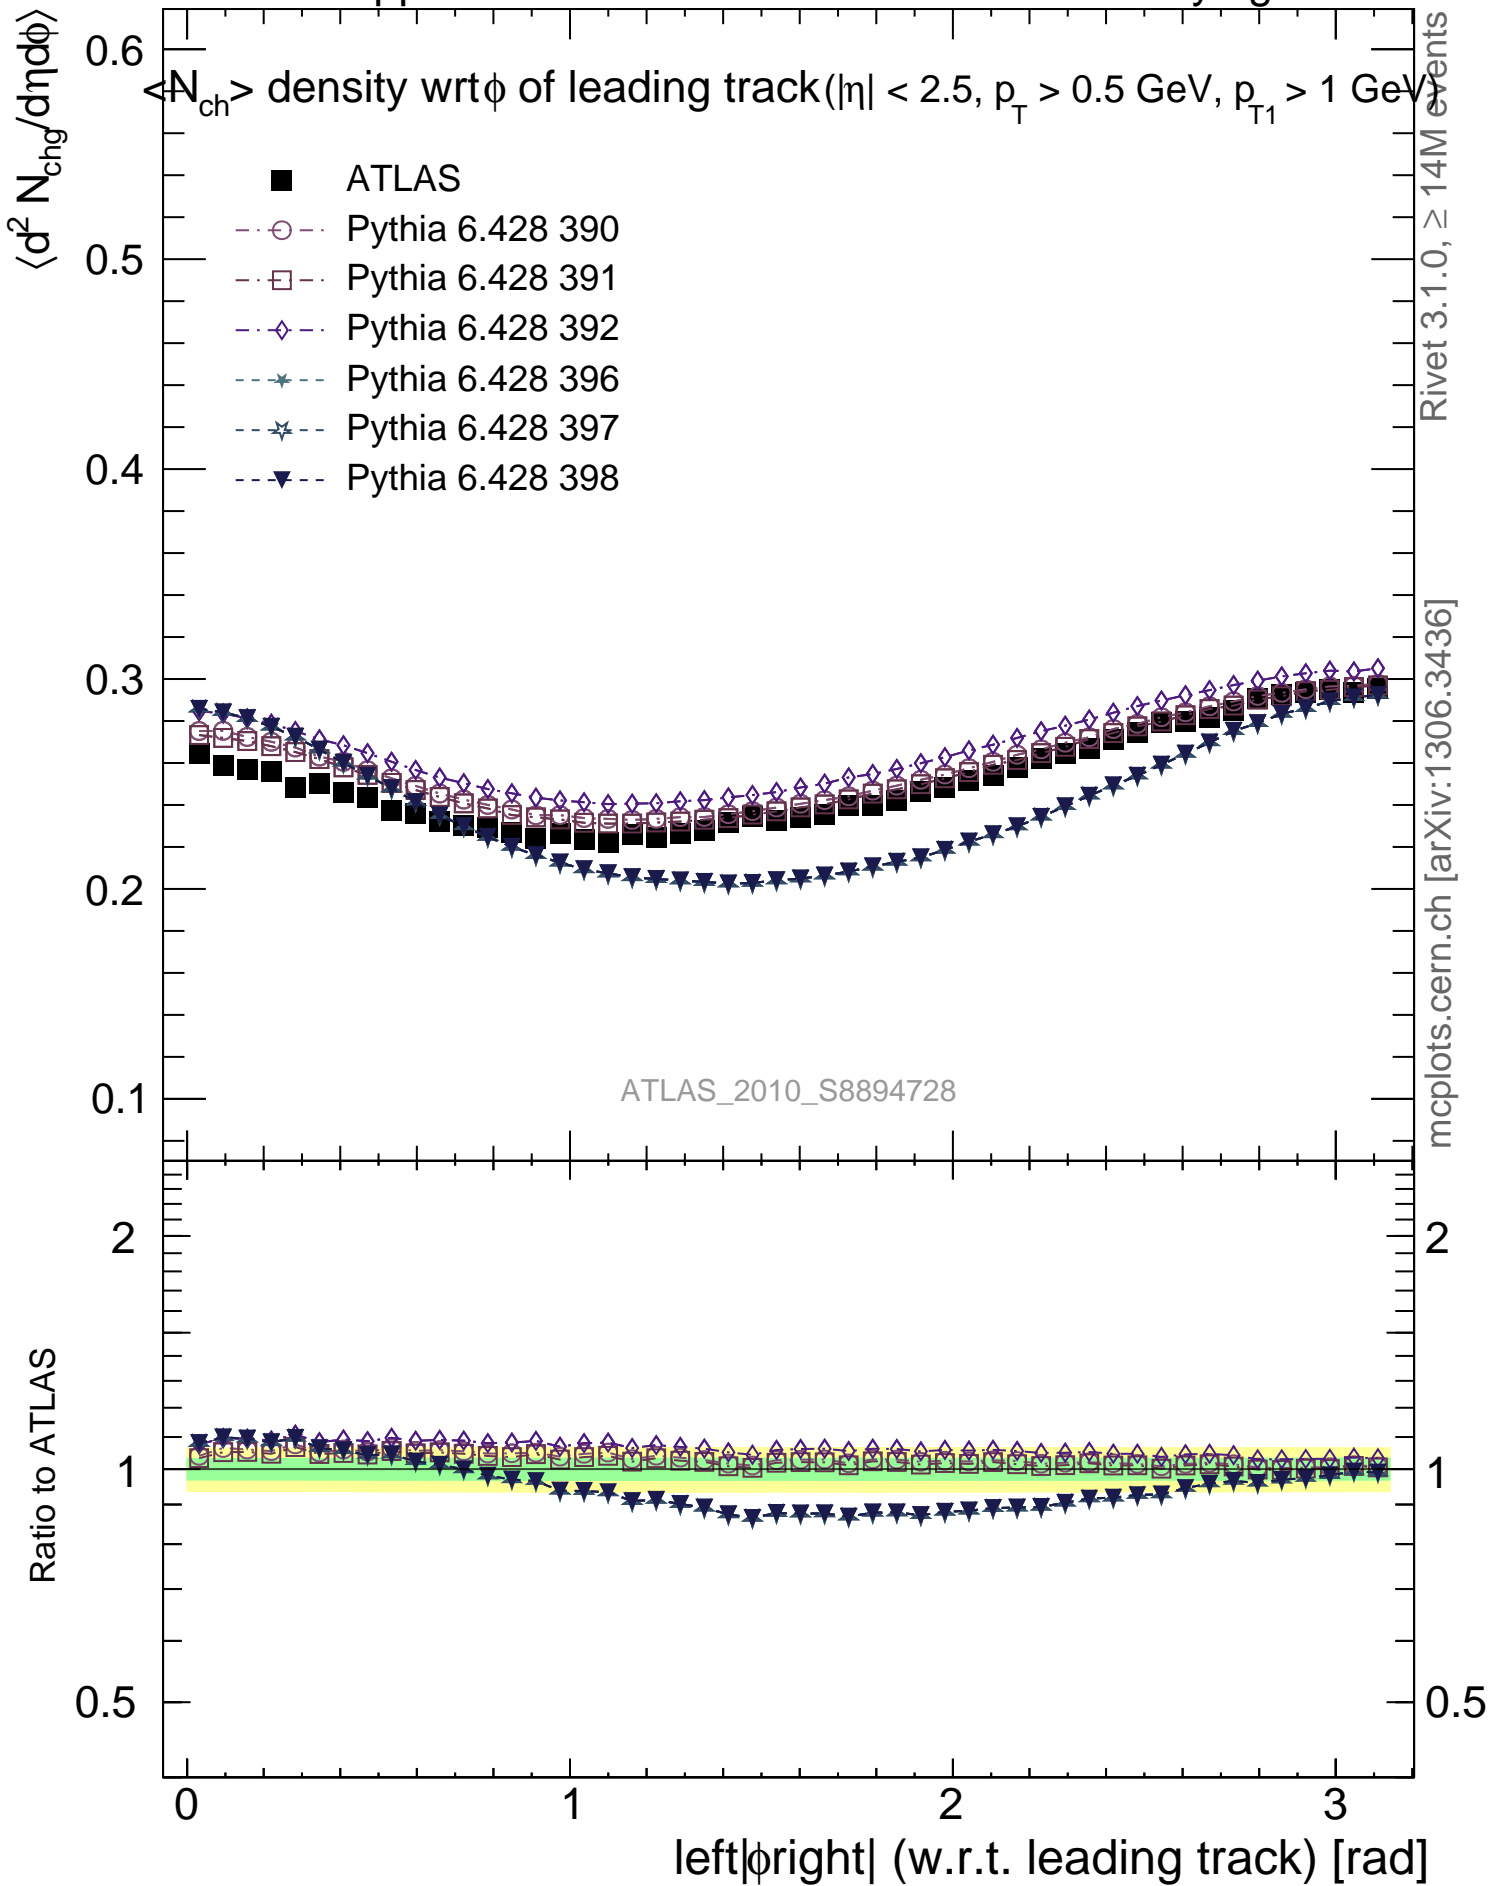 <N_ch> density wrt φ of leading track (|η| < 2.5, p_T > 0.5 GeV, p_T1 > 1 GeV)
⟨d² N_chg/dηdφ⟩
ATLAS
Pythia 6.428 390
Pythia 6.428 391
Pythia 6.428 392
Pythia 6.428 396
Pythia 6.428 397
Pythia 6.428 398
0.6
0.5
0.4
0.3
0.2
0.1
ATLAS_2010_S8894728
Rivet 3.1.0, ≥ 14M events
mcplots.cern.ch [arXiv:1306.3436]
Ratio to ATLAS
2
1
0.5
2
1
0.5
0
1
2
3
left|φright| (w.r.t. leading track) [rad]